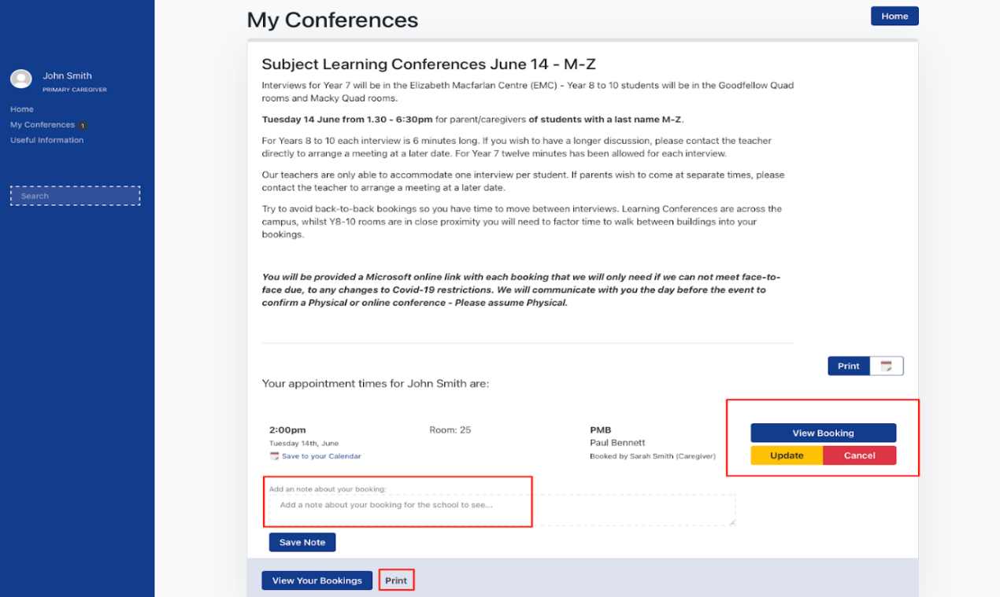 My Conferences
Home
John Smith
PRIMARY CAREGIVER
Home
My Conferences 1
Useful Information
Search
Subject Learning Conferences June 14 - M-Z
Interviews for Year 7 will be in the Elizabeth Macfarlan Centre (EMC) - Year 8 to 10 students will be in the Goodfellow Quad
rooms and Macky Quad rooms.
Tuesday 14 June from 1.30 - 6:30pm for parent/caregivers of students with a last name M-Z.
For Years 8 to 10 each interview is 6 minutes long. If you wish to have a longer discussion, please contact the teacher
directly to arrange a meeting at a later date. For Year 7 twelve minutes has been allowed for each interview.
Our teachers are only able to accommodate one interview per student. If parents wish to come at separate times, please
contact the teacher to arrange a meeting at a later date.
Try to avoid back-to-back bookings so you have time to move between interviews. Learning Conferences are across the
campus, whilst Y8-10 rooms are in close proximity you will need to factor time to walk between buildings into your
bookings.
You will be provided a Microsoft online link with each booking that we will only need if we can not meet face-to-
face due, to any changes to Covid-19 restrictions. We will communicate with you the day before the event to
confirm a Physical or online conference - Please assume Physical.
Print
Your appointment times for John Smith are:
2:00pm
Tuesday 14th, June
Save to your Calendar
Room: 25
PMB
Paul Bennett
Booked by Sarah Smith (Caregiver)
View Booking
Update
Cancel
Add an note about your booking:
Add a note about your booking for the school to see...
Save Note
View Your Bookings
Print